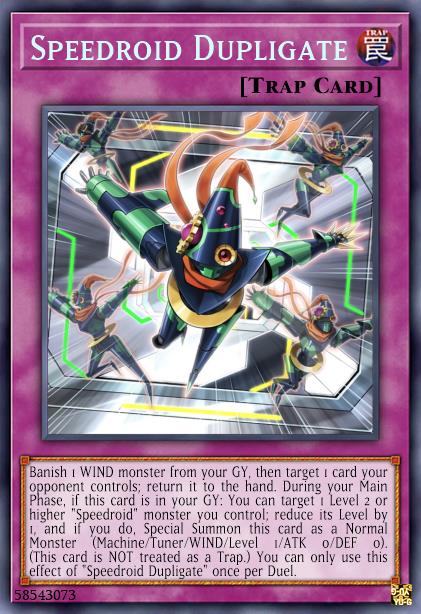 Speedroid Dupligate
TRAP
罠
[Trap Card]
Banish 1 WIND monster from your GY, then target 1 card your
opponent controls; return it to the hand. During your Main
Phase, if this card is in your GY: You can target 1 Level 2 or
higher "Speedroid" monster you control; reduce its Level by
1, and if you do, Special Summon this card as a Normal
Monster (Machine/Tuner/WIND/Level 1/ATK 0/DEF 0).
(This card is NOT treated as a Trap.) You can only use this
effect of "Speedroid Dupligate" once per Duel.
58543073